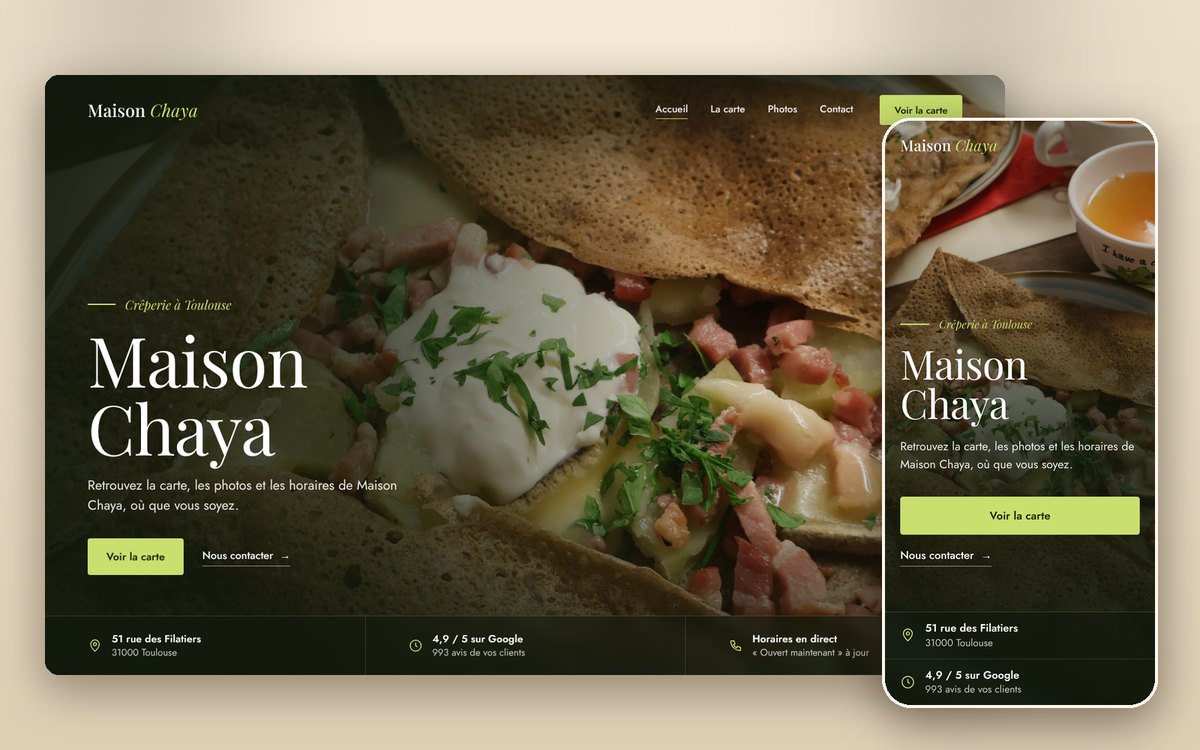 Maison Chaya
Accueil
La carte
Photos
Contact
Voir la carte
Crêperie à Toulouse
Maison
Chaya
Retrouvez la carte, les photos et les horaires de Maison
Chaya, où que vous soyez.
Voir la carte
Nous contacter →
51 rue des Filatiers
31000 Toulouse
4,9 / 5 sur Google
993 avis de vos clients
Horaires en direct
« Ouvert maintenant » à jour
Maison Chaya
I have a
Crêperie à Toulouse
Maison
Chaya
Retrouvez la carte, les photos et les horaires de
Maison Chaya, où que vous soyez.
Voir la carte
Nous contacter →
51 rue des Filatiers
31000 Toulouse
4,9 / 5 sur Google
993 avis de vos clients